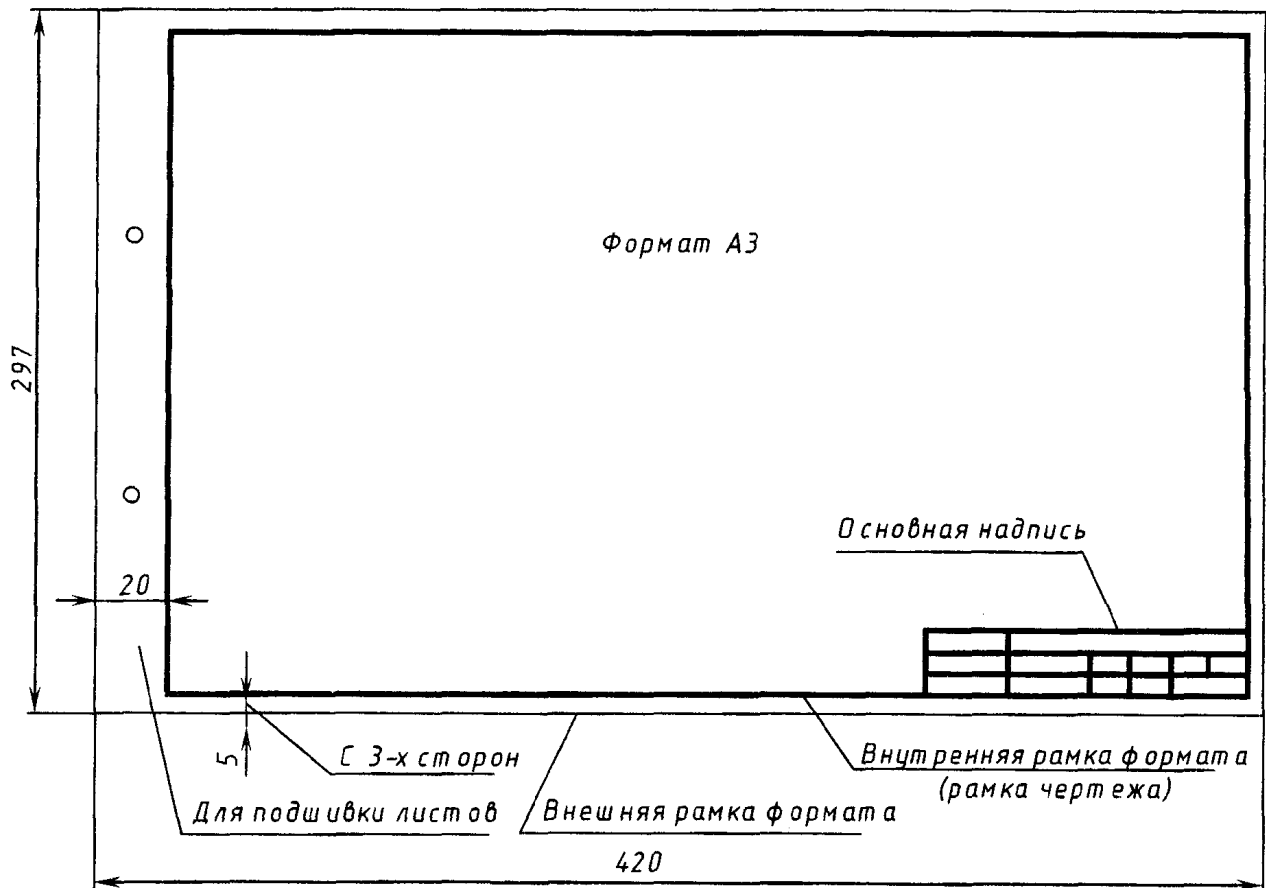 Формат А3
297
Основная надпись
20
5
С 3-х сторон
Внутренняя рамка формата
(рамка чертежа)
Для подшивки листов
Внешняя рамка формата
420